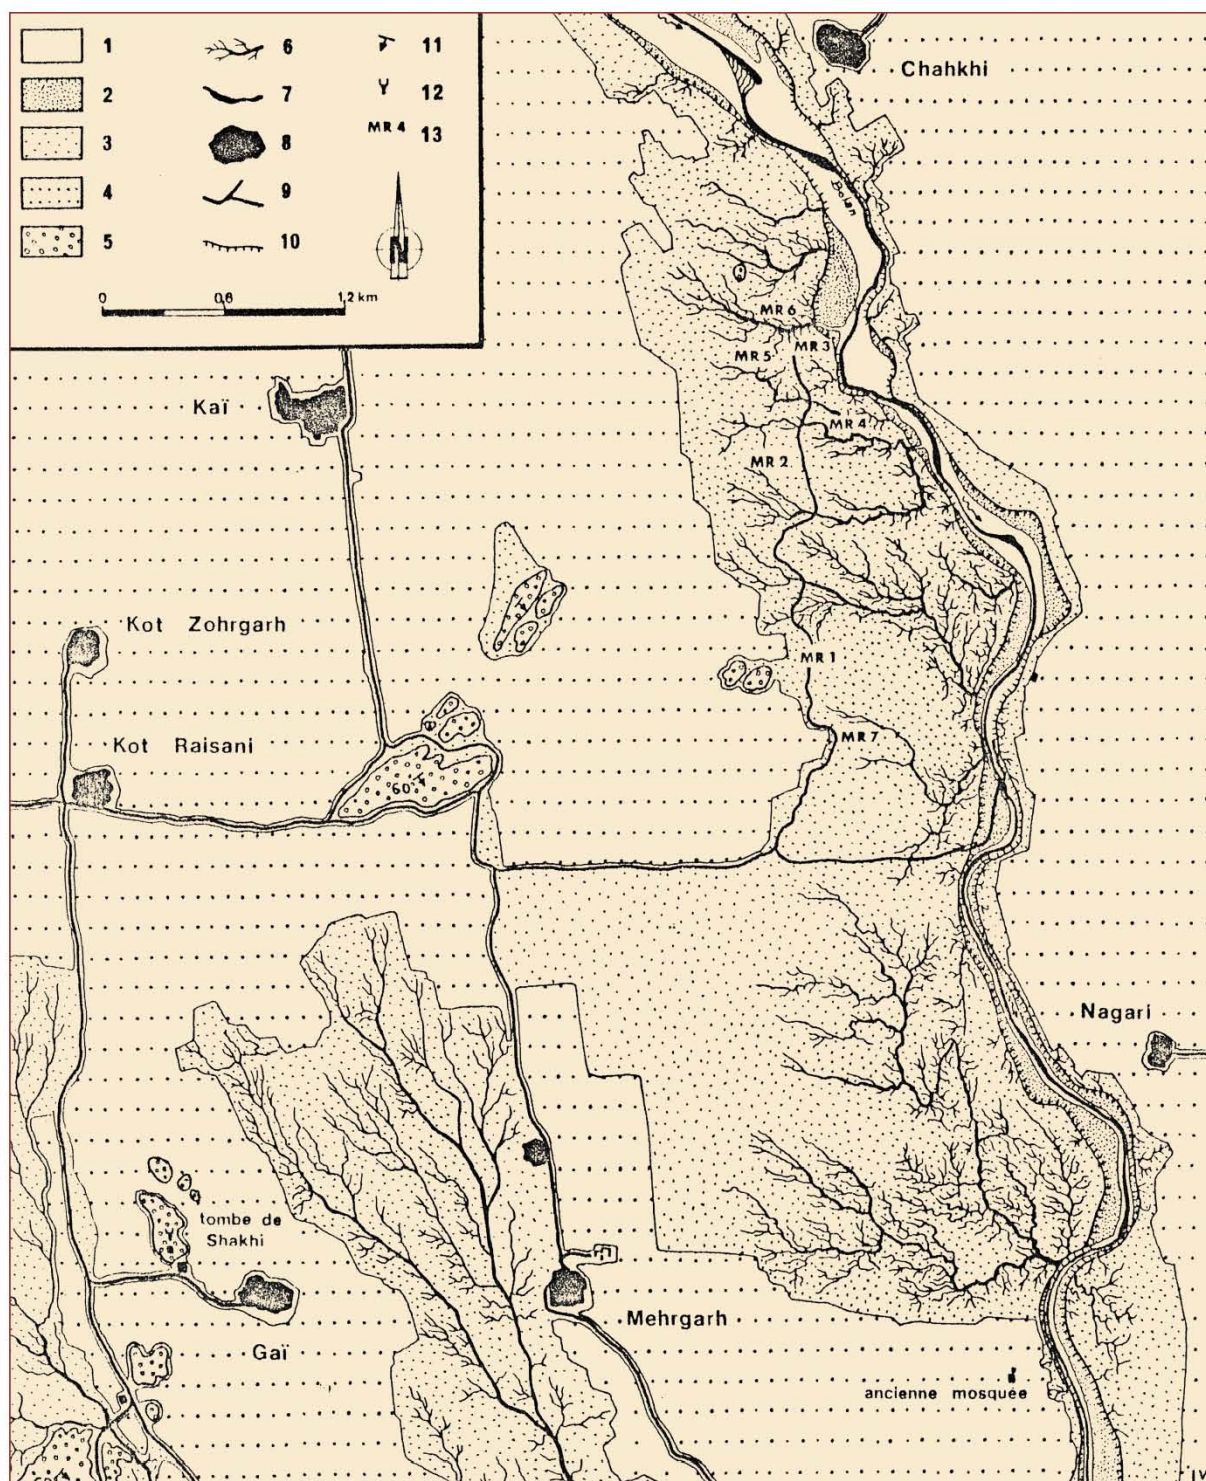 1
2
3
4
5
6
7
8
9
10
11
12
MR 4 13
N
0 0,6 1,2 km
Chahkhi
Bolan
MR 6
MR 3
MR 5
MR 4
MR 2
Kaï
Kot Zohrgarh
MR 1
Kot Raisani
MR 7
60
Nagari
tombe de
Shakhi
Mehrgarh
Gaï
ancienne mosquée